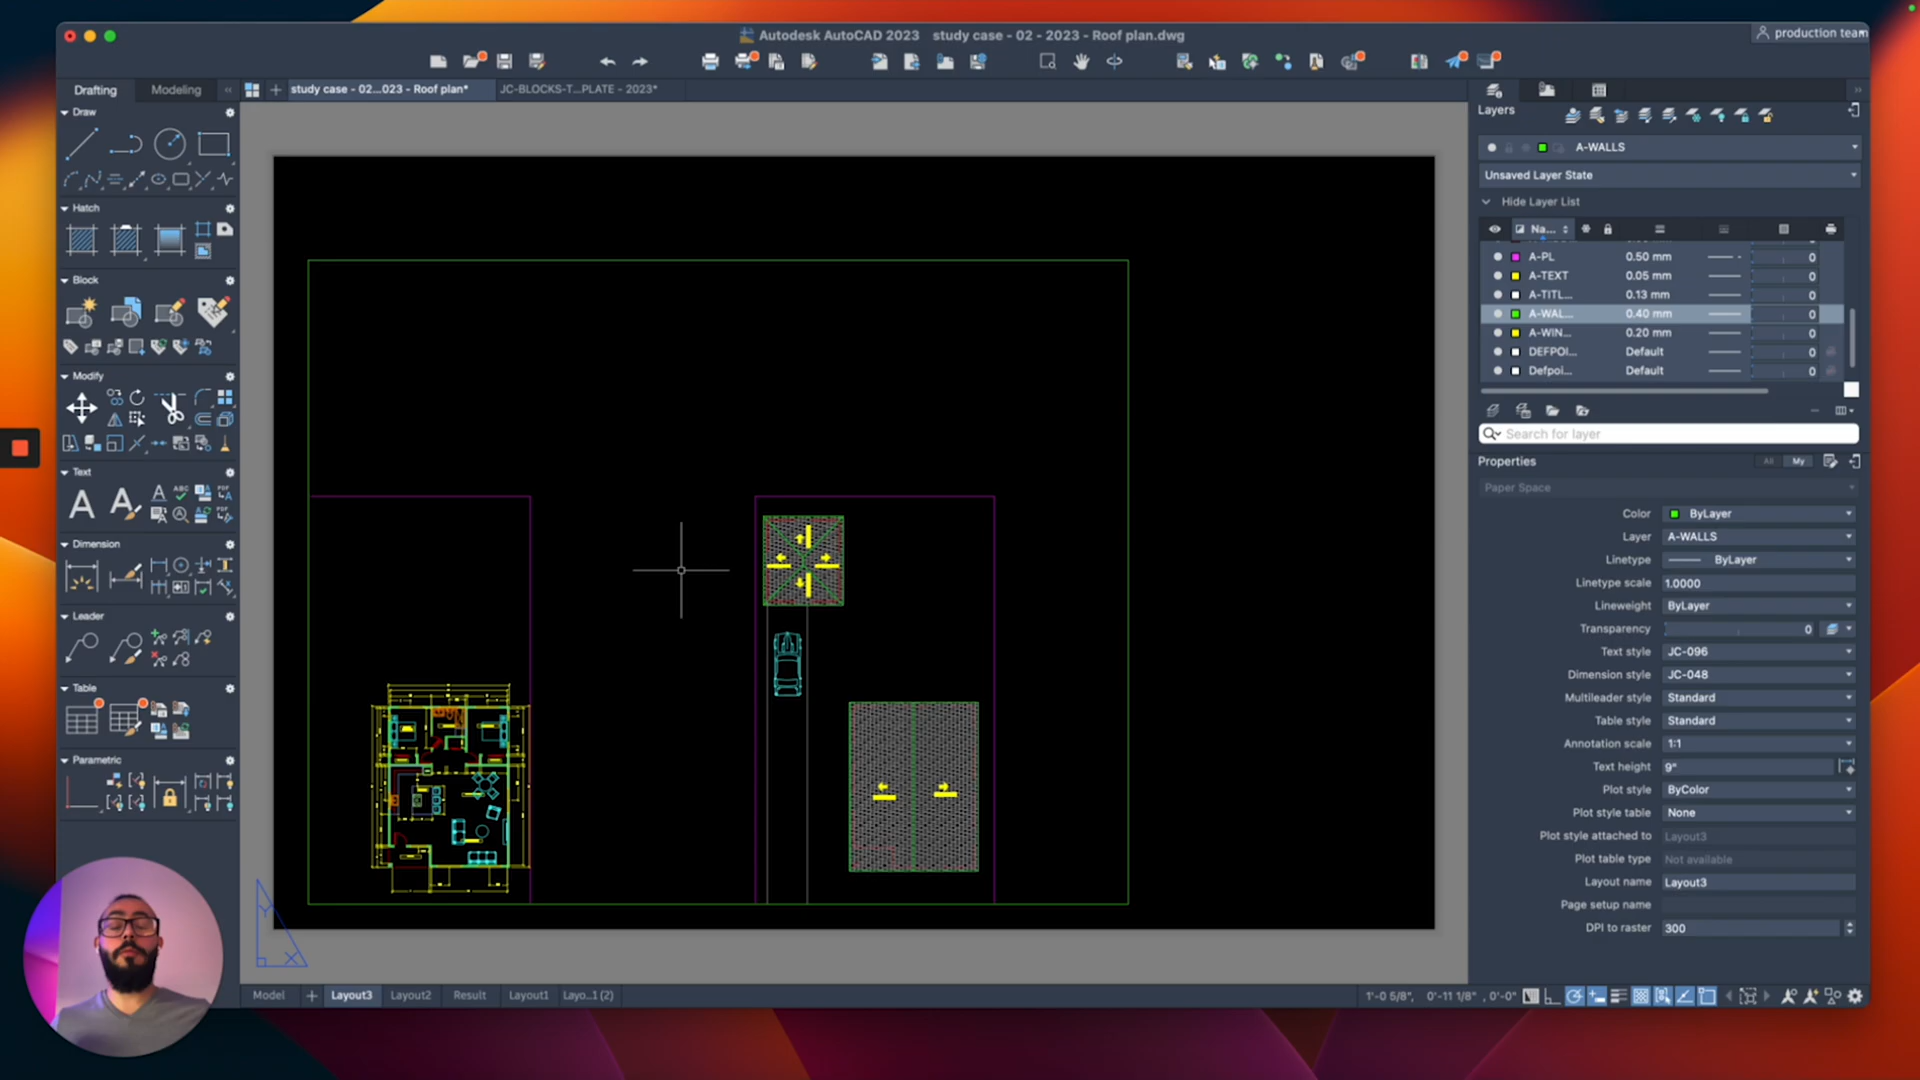 Autodesk AutoCAD 2023   study case - 02 - 2023 - Roof plan.dwg
production team
Drafting
Modeling
study case - 02...023 - Roof plan*
JC-BLOCKS-T...PLATE - 2023*
Draw
Hatch
Block
Modify
Text
Dimension
Leader
Table
Parametric
Layers
A-WALLS
Unsaved Layer State
Hide Layer List
Na...
A-PL 0.50 mm 0
A-TEXT 0.05 mm 0
A-TITL... 0.13 mm 0
A-WAL... 0.40 mm 0
A-WIN... 0.20 mm 0
DEFPOI... Default 0
Defpoi... Default 0
Search for layer
Properties
All My
Paper Space
Color ByLayer
Layer A-WALLS
Linetype ByLayer
Linetype scale 1.0000
Lineweight ByLayer
Transparency 0
Text style JC-096
Dimension style JC-048
Multileader style Standard
Table style Standard
Annotation scale 1:1
Text height 9"
Plot style ByColor
Plot style table None
Plot style attached to Layout3
Plot table type Not available
Layout name Layout3
Page setup name
DPI to raster 300
Model
Layout3
Layout2
Result
Layout1
Layo...1 (2)
1'-0 5/8", 0'-11 1/8" , 0'-0"